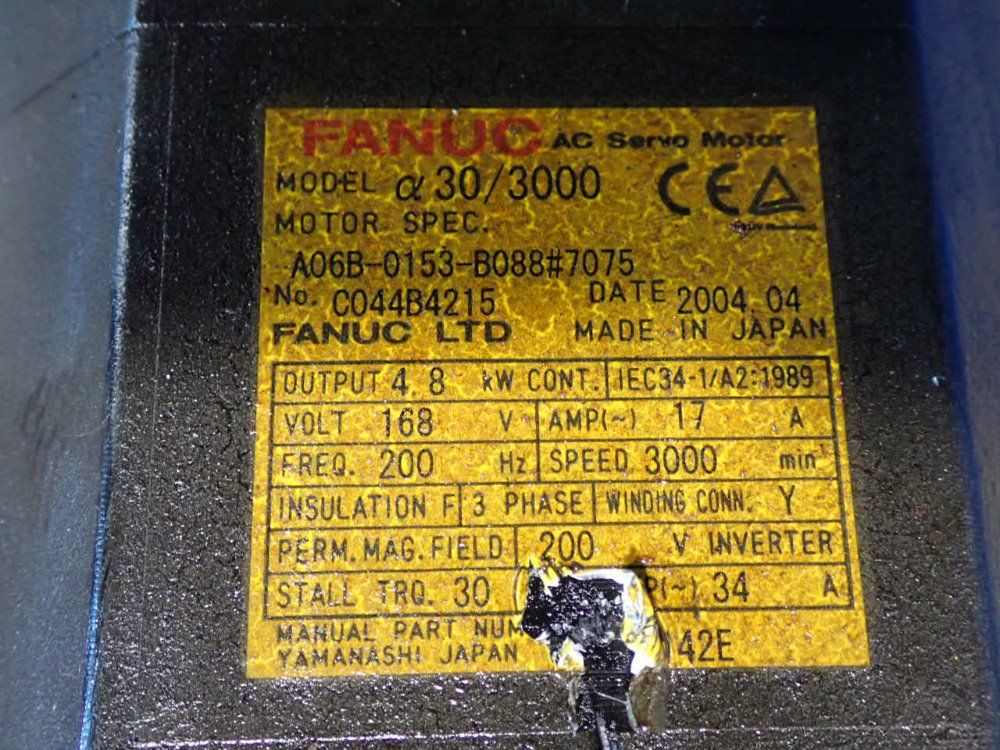 FANUC AC Servo Motor
MODEL α30/3000 CE
MOTOR SPEC.
A06B-0153-B088#7075
No. C044B4215 DATE 2004.04
FANUC LTD MADE IN JAPAN
OUTPUT 4.8 kW CONT. IEC34-1/A2:1989
VOLT 168 V AMP(~) 17 A
FREQ. 200 Hz SPEED 3000 min⁻¹
INSULATION F 3 PHASE WINDING CONN. Y
PERM.MAG.FIELD 200 V INVERTER
STALL TRQ. 30 P(~) 34 A
MANUAL PART NUM 142E
YAMANASHI JAPAN